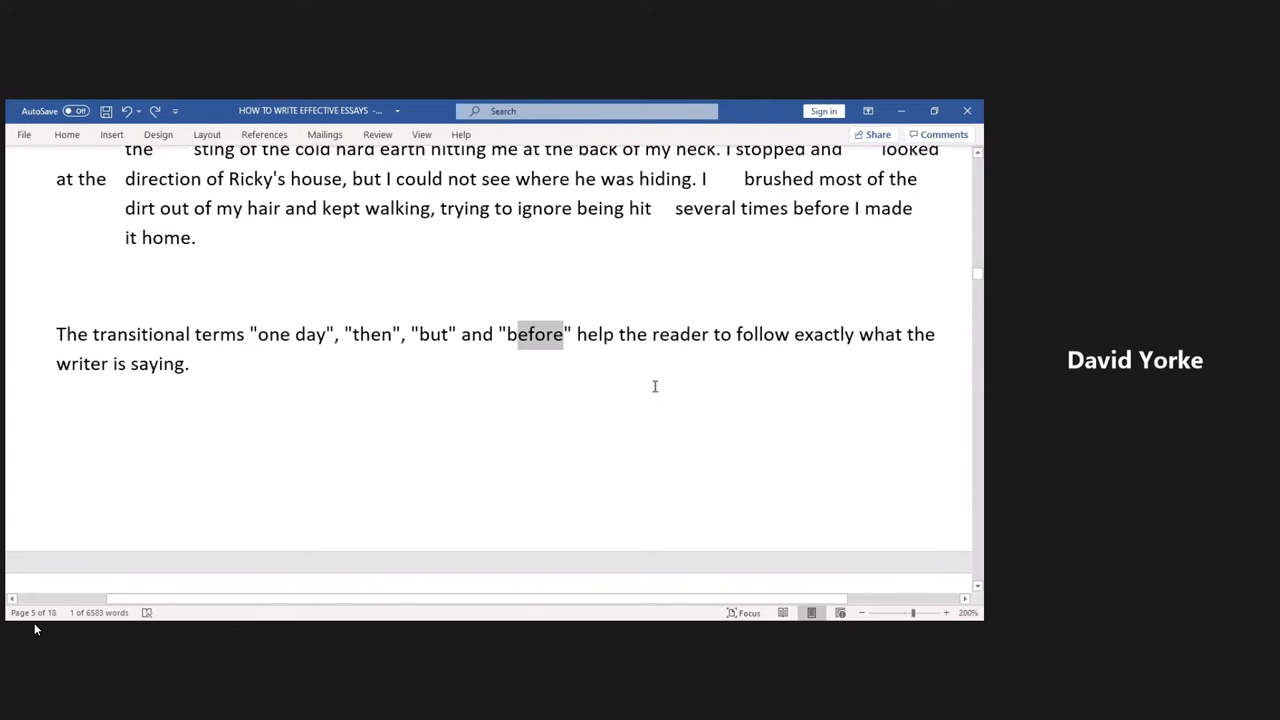 AutoSave Off HOW TO WRITE EFFECTIVE ESSAYS -... Search Sign in
File Home Insert Design Layout References Mailings Review View Help Share Comments
the sting of the cold hard earth hitting me at the back of my neck. I stopped and looked
at the direction of Ricky's house, but I could not see where he was hiding. I brushed most of the
dirt out of my hair and kept walking, trying to ignore being hit several times before I made
it home.
The transitional terms "one day", "then", "but" and "before" help the reader to follow exactly what the
writer is saying.
David Yorke
Page 5 of 18 1 of 6583 words Focus 200%